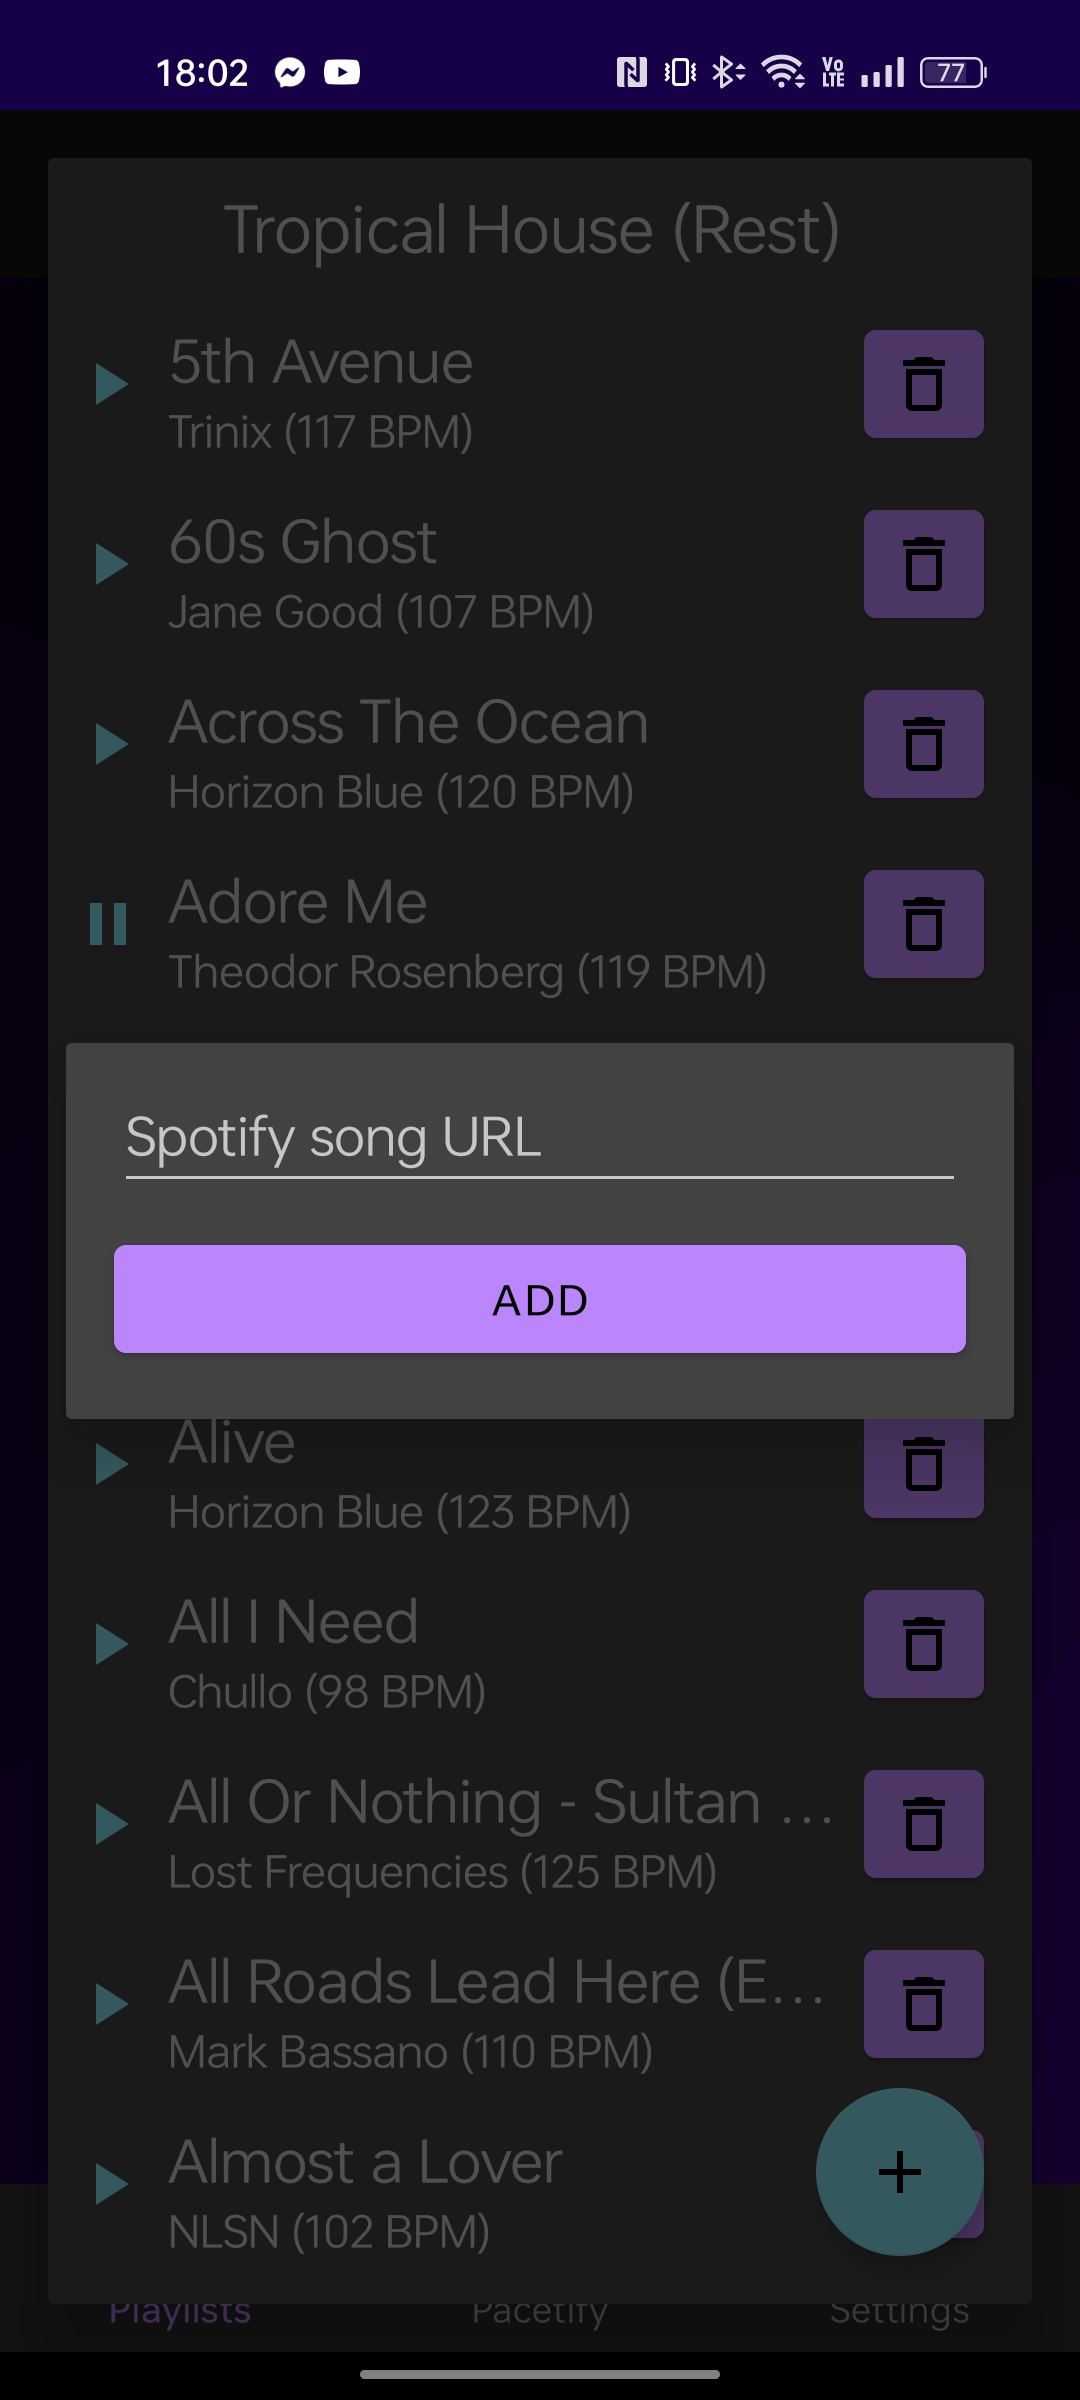 18:02
Vo
LTE
77
Tropical House (Rest)
5th Avenue
Trinix (117 BPM)
60s Ghost
Jane Good (107 BPM)
Across The Ocean
Horizon Blue (120 BPM)
Adore Me
Theodor Rosenberg (119 BPM)
Spotify song URL
ADD
Alive
Horizon Blue (123 BPM)
All I Need
Chullo (98 BPM)
All Or Nothing - Sultan ...
Lost Frequencies (125 BPM)
All Roads Lead Here (E...
Mark Bassano (110 BPM)
Almost a Lover
NLSN (102 BPM)
Playlists
Pacetify
Settings